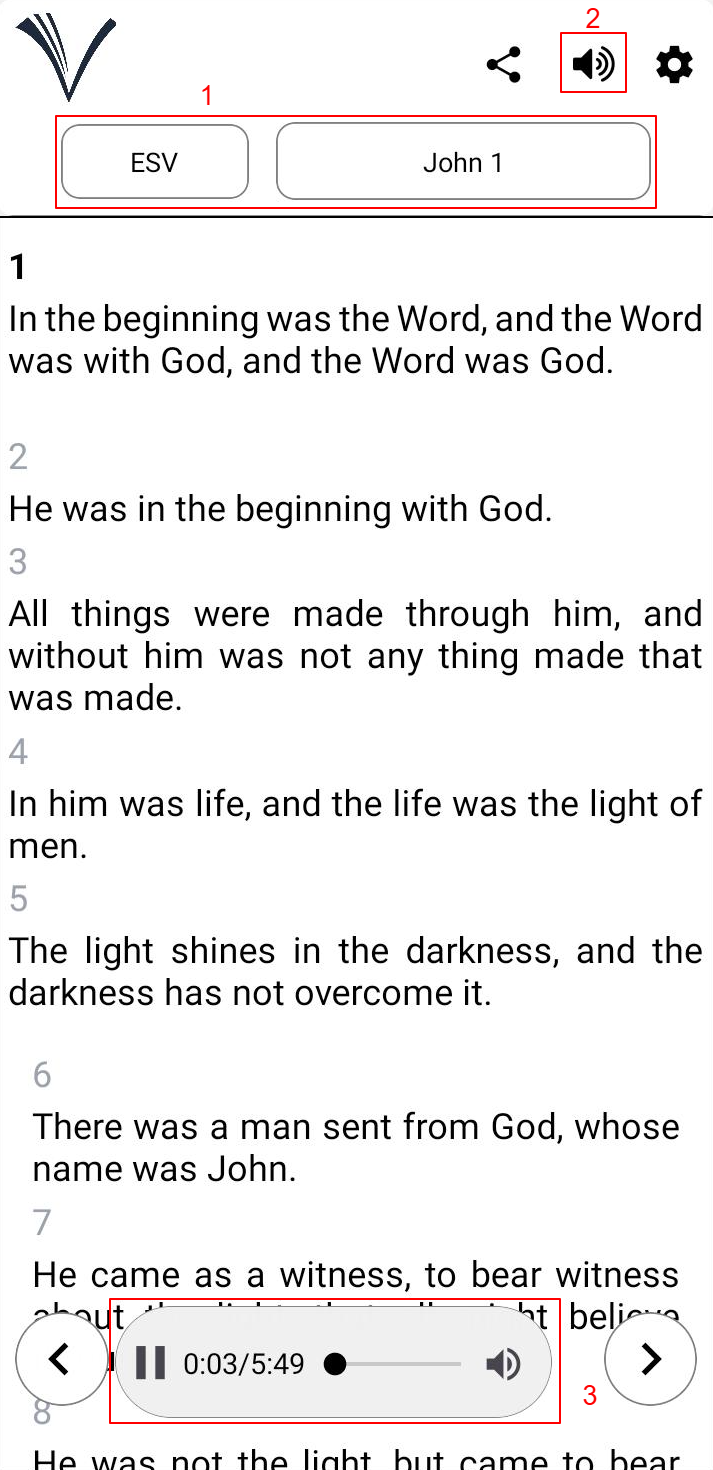 2
1
ESV John 1
1
In the beginning was the Word, and the Word
was with God, and the Word was God.
2
He was in the beginning with God.
3
All things were made through him, and
without him was not any thing made that
was made.
4
In him was life, and the life was the light of
men.
5
The light shines in the darkness, and the
darkness has not overcome it.
6
There was a man sent from God, whose
name was John.
7
He came as a witness, to bear witness
about the light, that all might believe
0:03/5:49
3
8
He was not the light, but came to bear